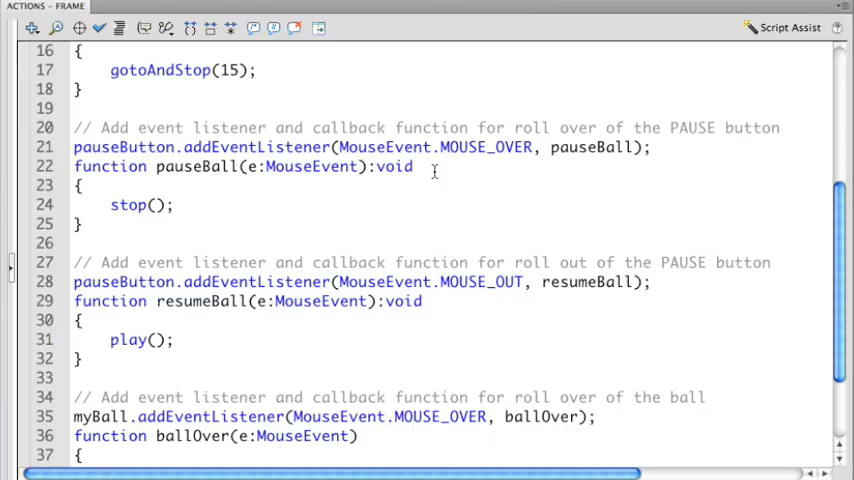 ACTIONS - FRAME
Script Assist
16 {
17 gotoAndStop(15);
18 }
19
20 // Add event listener and callback function for roll over of the PAUSE button
21 pauseButton.addEventListener(MouseEvent.MOUSE_OVER, pauseBall);
22 function pauseBall(e:MouseEvent):void
23 {
24 stop();
25 }
26
27 // Add event listener and callback function for roll out of the PAUSE button
28 pauseButton.addEventListener(MouseEvent.MOUSE_OUT, resumeBall);
29 function resumeBall(e:MouseEvent):void
30 {
31 play();
32 }
33
34 // Add event listener and callback function for roll over of the ball
35 myBall.addEventListener(MouseEvent.MOUSE_OVER, ballOver);
36 function ballOver(e:MouseEvent)
37 {